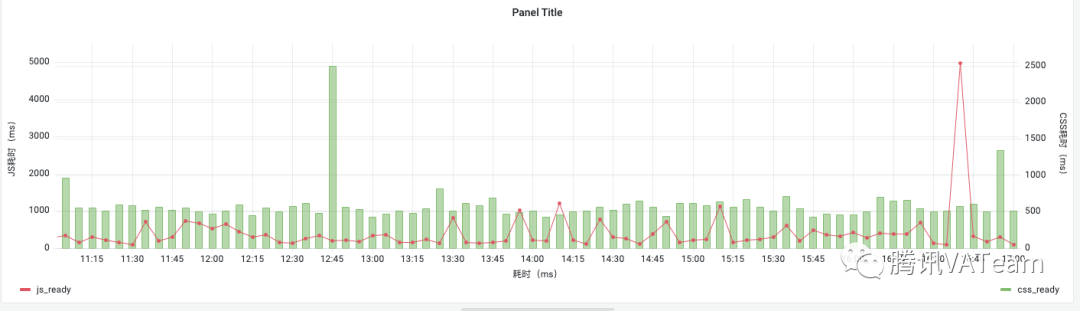 Panel Title
5000
4000
3000
2000
1000
0
JS耗时（ms）
2500
2000
1500
1000
500
0
CSS耗时（ms）
11:15 11:30 11:45 12:00 12:15 12:30 12:45 13:00 13:15 13:30 13:45 14:00 14:15 14:30 14:45 15:00 15:15 15:30 15:45 17:00
耗时（ms）
js_ready css_ready
腾讯VATeam